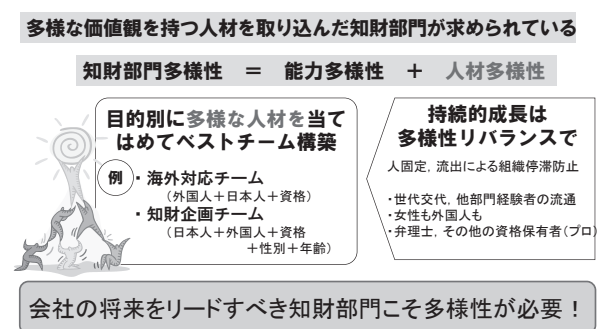 多様な価値観を持つ人材を取り込んだ知財部門が求められている
知財部門多様性 = 能力多様性 + 人材多様性
目的別に多様な人材を当て
はめてベストチーム構築
例
・海外対応チーム
(外国人+日本人+資格)
・知財企画チーム
(日本人+外国人+資格
+性別+年齢)
持続的成長は
多様性リバランスで
人固定,流出による組織停滞防止
・世代交代,他部門経験者の流通
・女性も外国人も
・弁理士,その他の資格保有者(プロ)
会社の将来をリードすべき知財部門こそ多様性が必要!